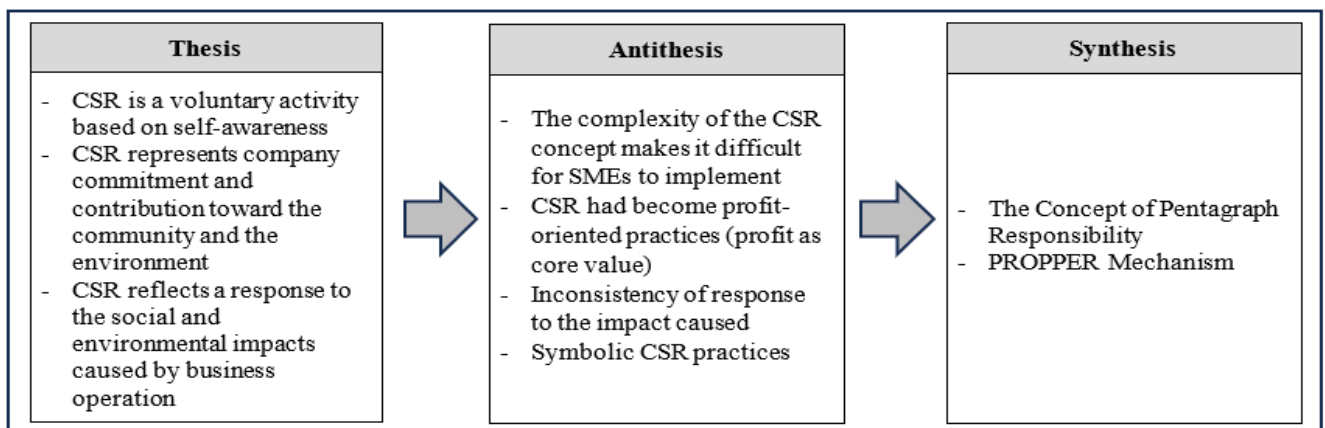 Thesis
- CSR is a voluntary activity
based on self-awareness
- CSR represents company
commitment and
contribution toward the
community and the
environment
- CSR reflects a response to
the social and
environmental impacts
caused by business
operation
Antithesis
- The complexity of the CSR
concept makes it difficult
for SMEs to implement
- CSR had become profit-
oriented practices (profit as
core value)
- Inconsistency of response
to the impact caused
- Symbolic CSR practices
Synthesis
- The Concept of Pentagraph
Responsibility
- PROPPER Mechanism